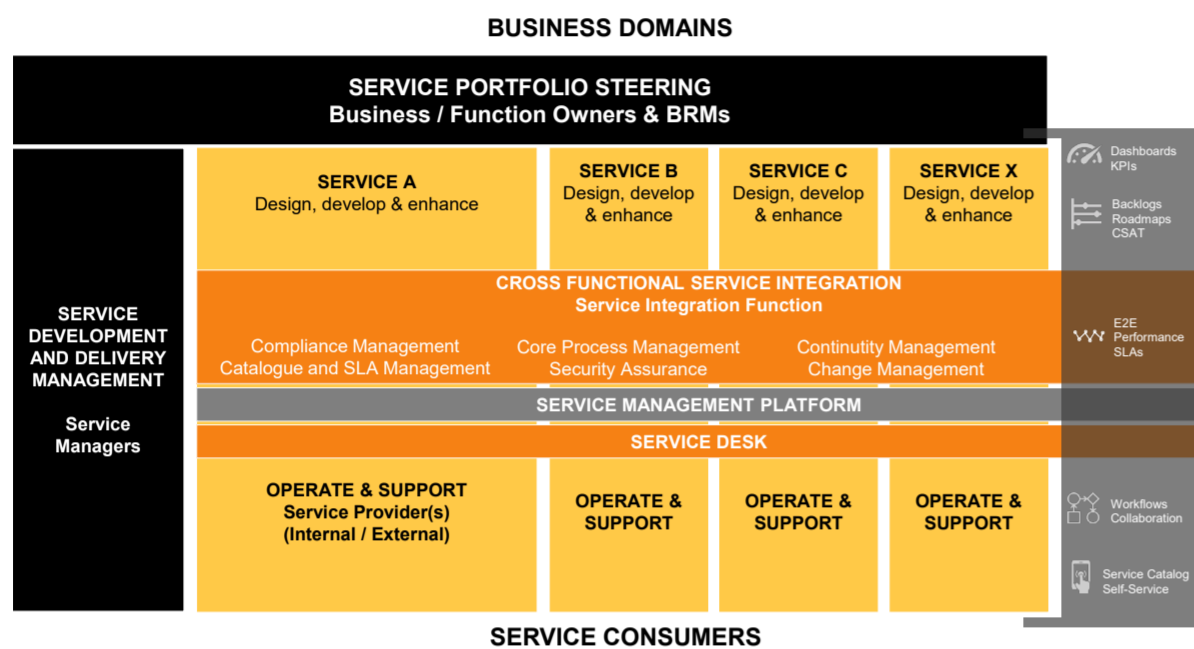 BUSINESS DOMAINS
SERVICE PORTFOLIO STEERING
Business / Function Owners & BRMs
SERVICE DEVELOPMENT
AND DELIVERY
MANAGEMENT
Service
Managers
SERVICE A
Design, develop & enhance
SERVICE B
Design, develop
& enhance
SERVICE C
Design, develop
& enhance
SERVICE X
Design, develop
& enhance
Dashboards
KPIs
Backlogs
Roadmaps
CSAT
CROSS FUNCTIONAL SERVICE INTEGRATION
Service Integration Function
Compliance Management
Catalogue and SLA Management
Core Process Management
Security Assurance
Continutity Management
Change Management
E2E
Performance
SLAs
SERVICE MANAGEMENT PLATFORM
SERVICE DESK
OPERATE & SUPPORT
Service Provider(s)
(Internal / External)
OPERATE &
SUPPORT
OPERATE &
SUPPORT
OPERATE &
SUPPORT
Workflows
Collaboration
Service Catalog
Self-Service
SERVICE CONSUMERS